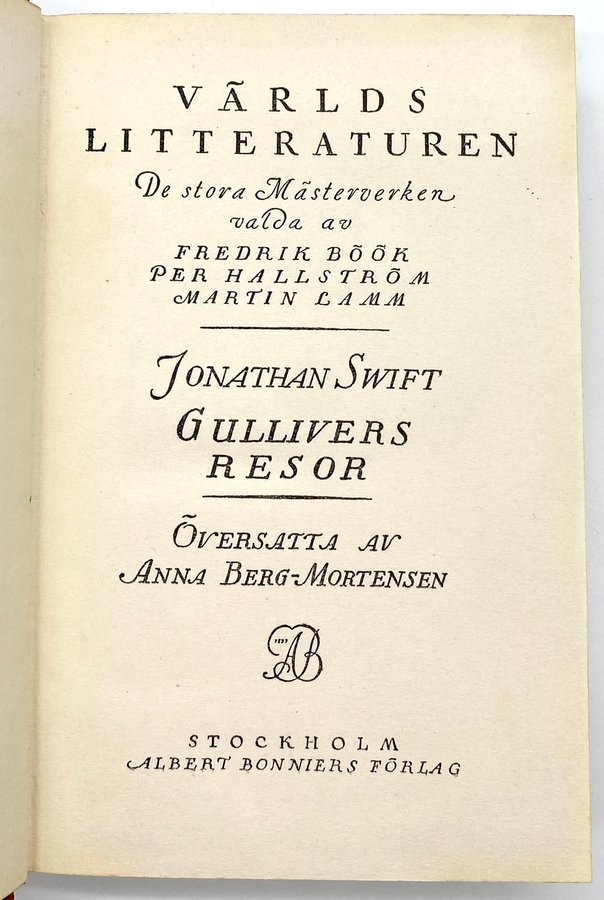 VÄRLDS
LITTERATUREN
De stora Mästerverken
valda av
FREDRIK BÖÖK
PER HALLSTRÖM
MARTIN LAMM
JONATHAN SWIFT
GULLIVERS
RESOR
ÖVERSATTA AV
ANNA BERG-MORTENSEN
AB
STOCKHOLM
ALBERT BONNIERS FÖRLAG